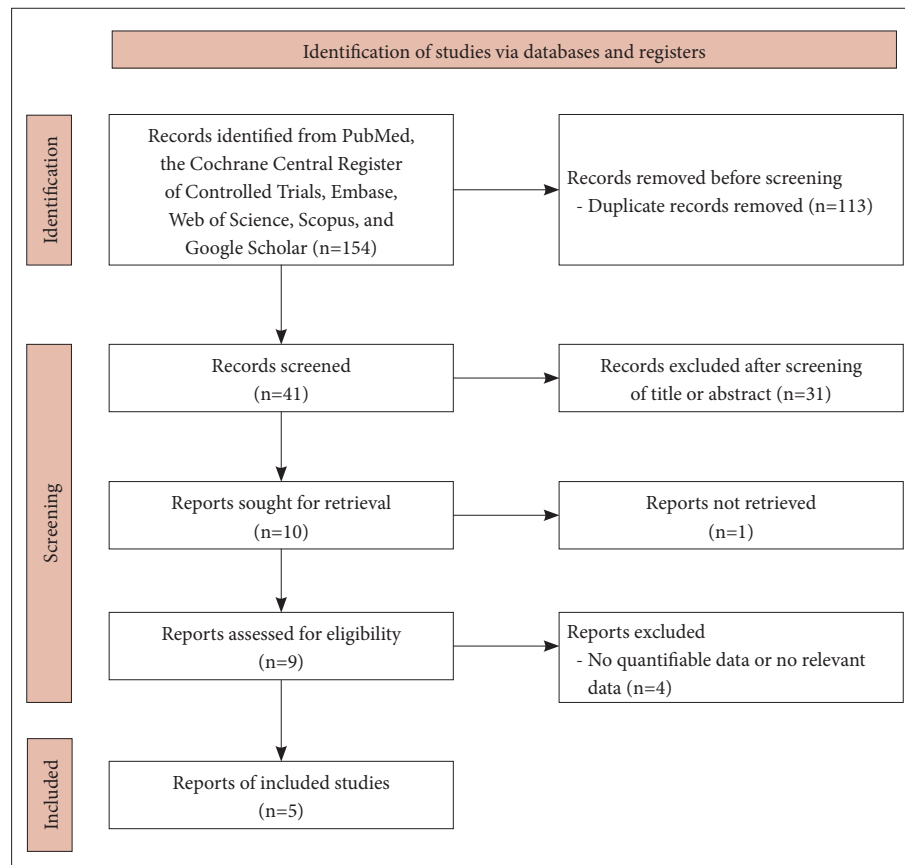 Identification of studies via databases and registers
Identification
Records identified from PubMed,
the Cochrane Central Register
of Controlled Trials, Embase,
Web of Science, Scopus, and
Google Scholar (n=154)
Records removed before screening
- Duplicate records removed (n=113)
Screening
Records screened
(n=41)
Records excluded after screening
of title or abstract (n=31)
Reports sought for retrieval
(n=10)
Reports not retrieved
(n=1)
Reports assessed for eligibility
(n=9)
Reports excluded
- No quantifiable data or no relevant
data (n=4)
Included
Reports of included studies
(n=5)